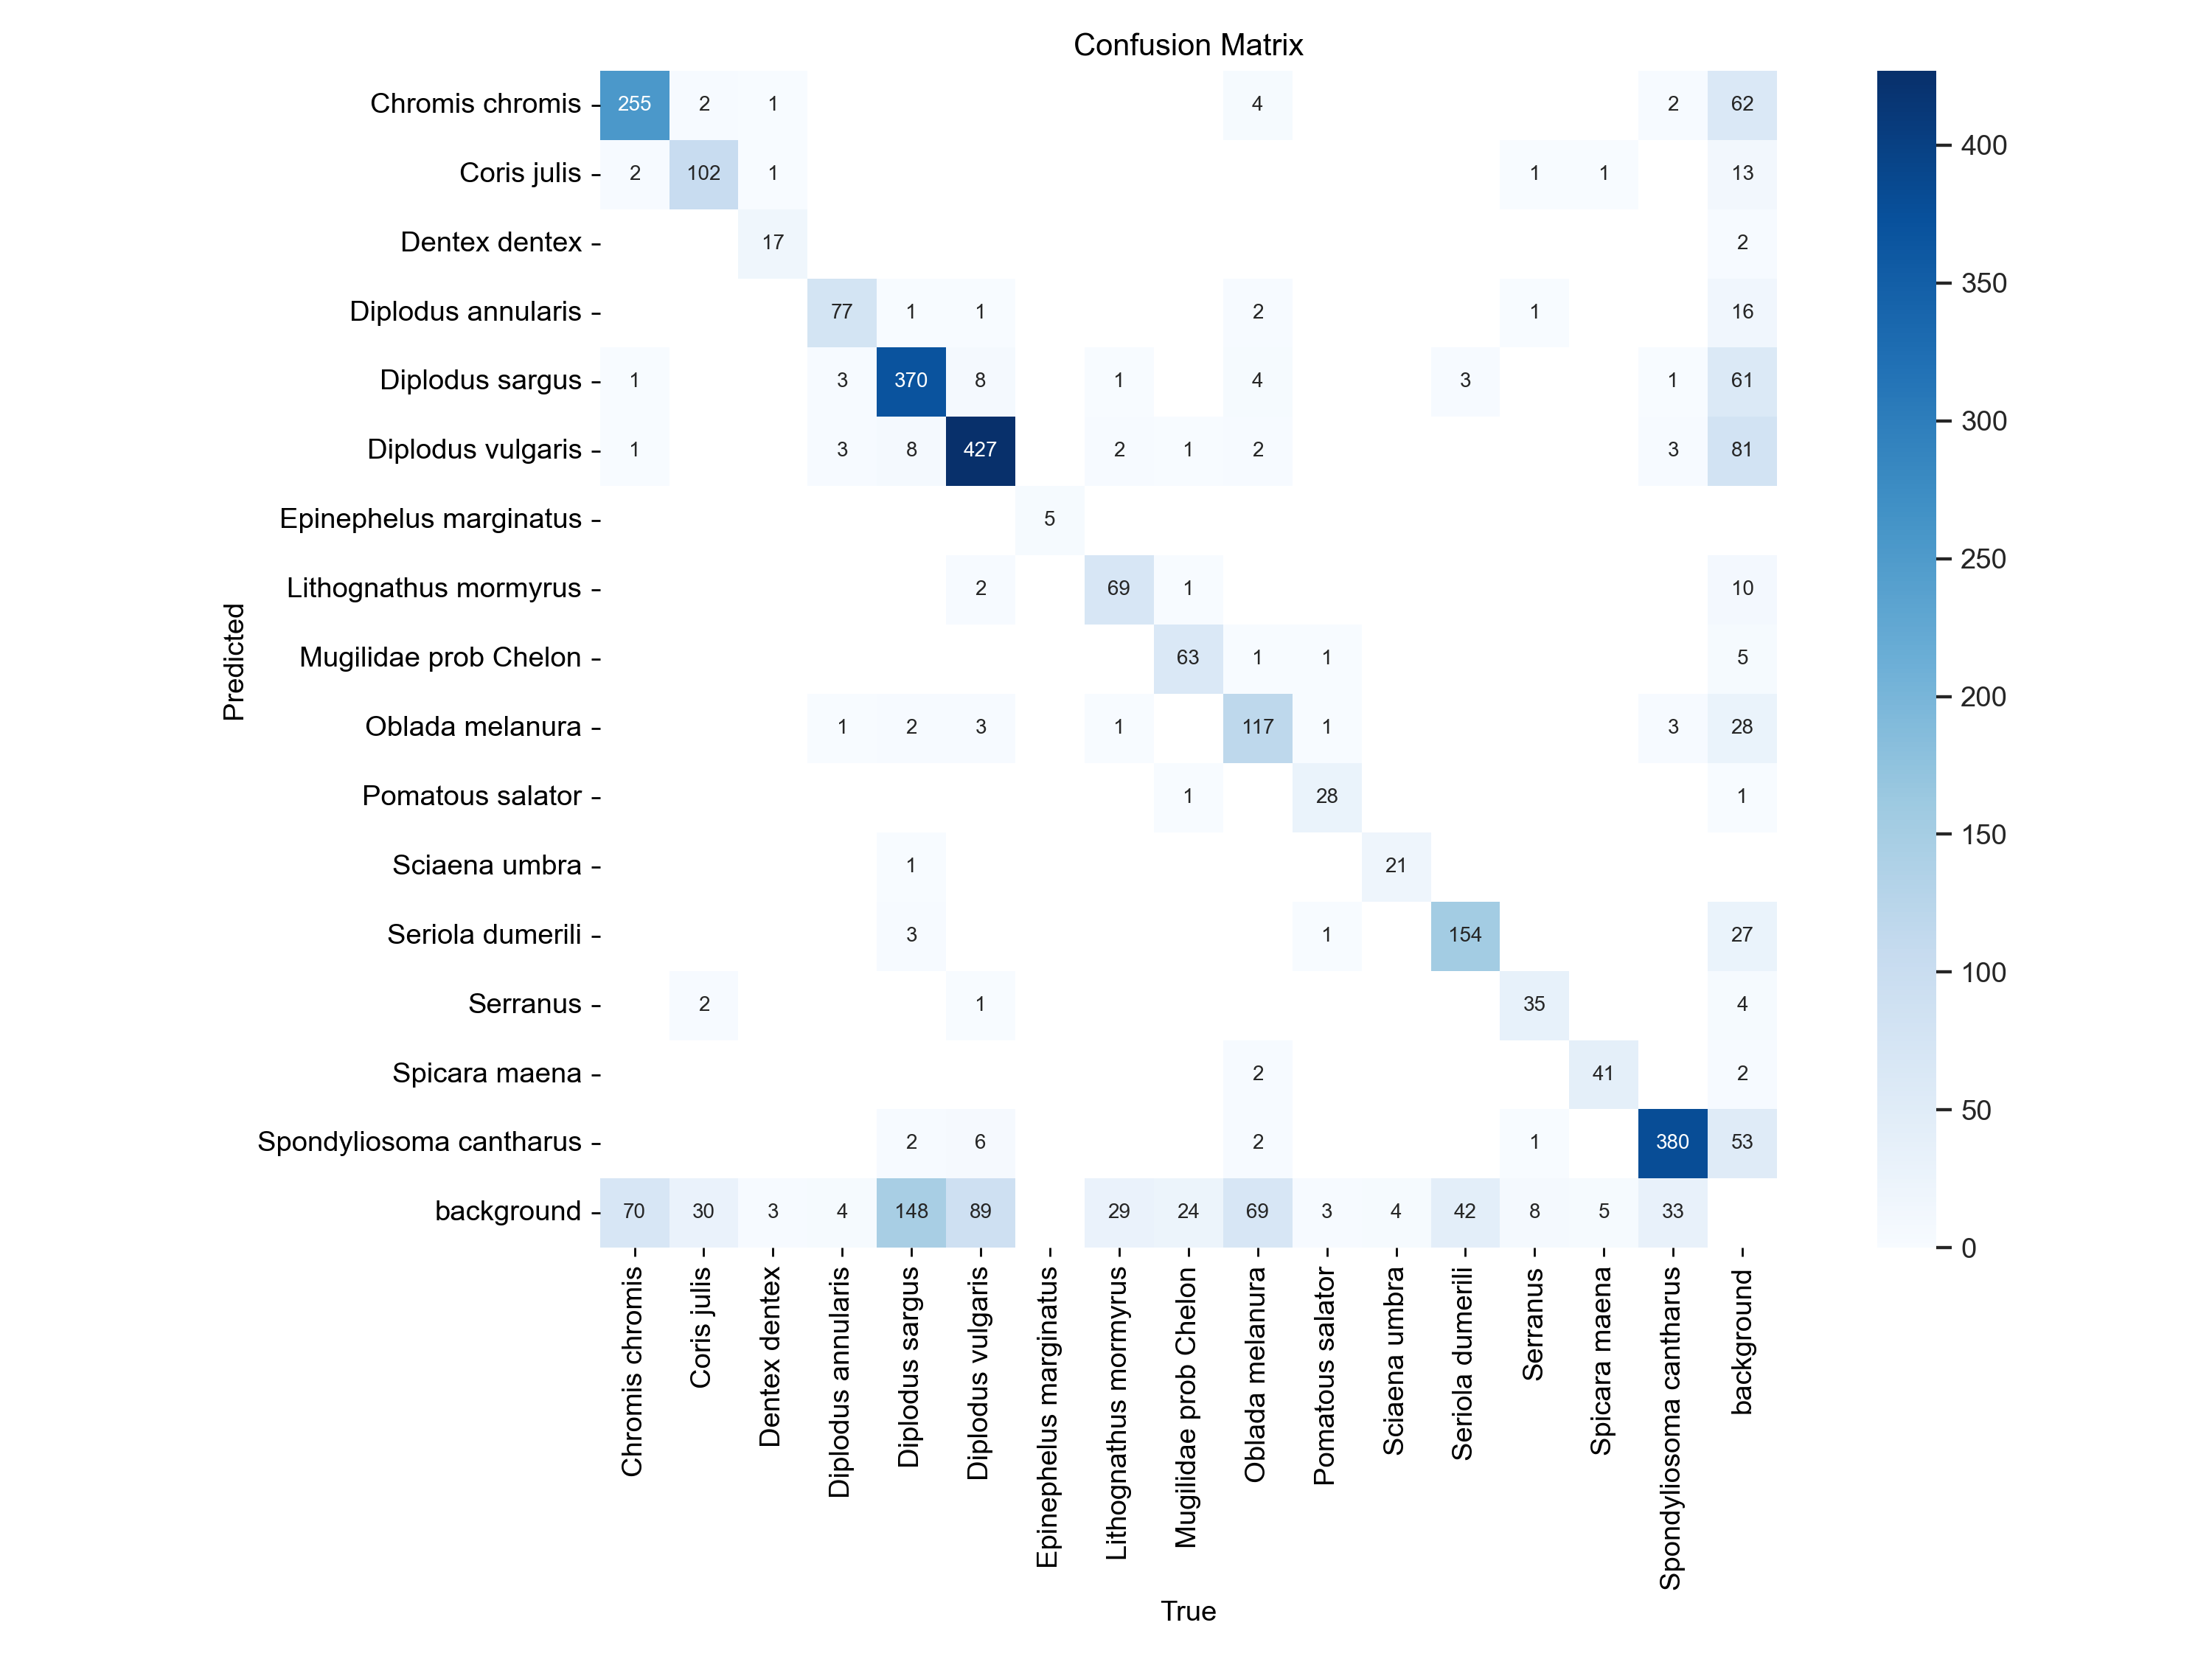 Confusion Matrix
Chromis chromis 255 2 1 4 2 62
Coris julis 2 102 1 1 1 13
Dentex dentex 17 2
Diplodus annularis 77 1 1 2 1 16
Diplodus sargus 1 3 370 8 1 4 3 1 61
Diplodus vulgaris 1 3 8 427 2 1 2 3 81
Epinephelus marginatus 5
Lithognathus mormyrus 2 69 1 10
Mugilidae prob Chelon 63 1 1 5
Oblada melanura 1 2 3 1 117 1 3 28
Pomatous salator 1 28 1
Sciaena umbra 1 21
Seriola dumerili 3 1 154 27
Serranus 2 1 35 4
Spicara maena 2 41 2
Spondyliosoma cantharus 2 6 2 1 380 53
background 70 30 3 4 148 89 29 24 69 3 4 42 8 5 33
Predicted
Chromis chromis
Coris julis
Dentex dentex
Diplodus annularis
Diplodus sargus
Diplodus vulgaris
Epinephelus marginatus
Lithognathus mormyrus
Mugilidae prob Chelon
Oblada melanura
Pomatous salator
Sciaena umbra
Seriola dumerili
Serranus
Spicara maena
Spondyliosoma cantharus
background
True
400
350
300
250
200
150
100
50
0